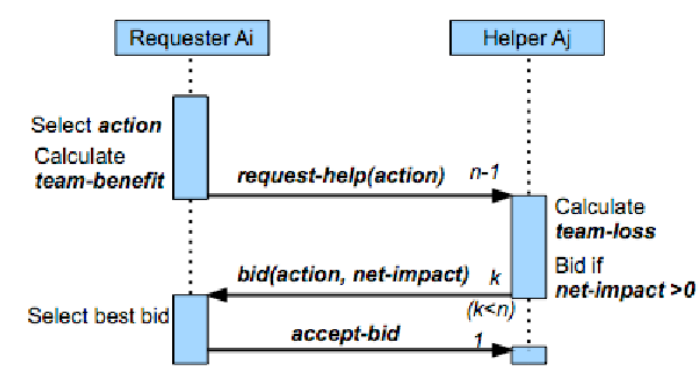 Requester Ai
Helper Aj
Select action
Calculate
team-benefit
request-help(action) n-1
Calculate
team-loss
Bid if
net-impact >0
bid(action, net-impact) k
(k<n)
Select best bid
accept-bid 1